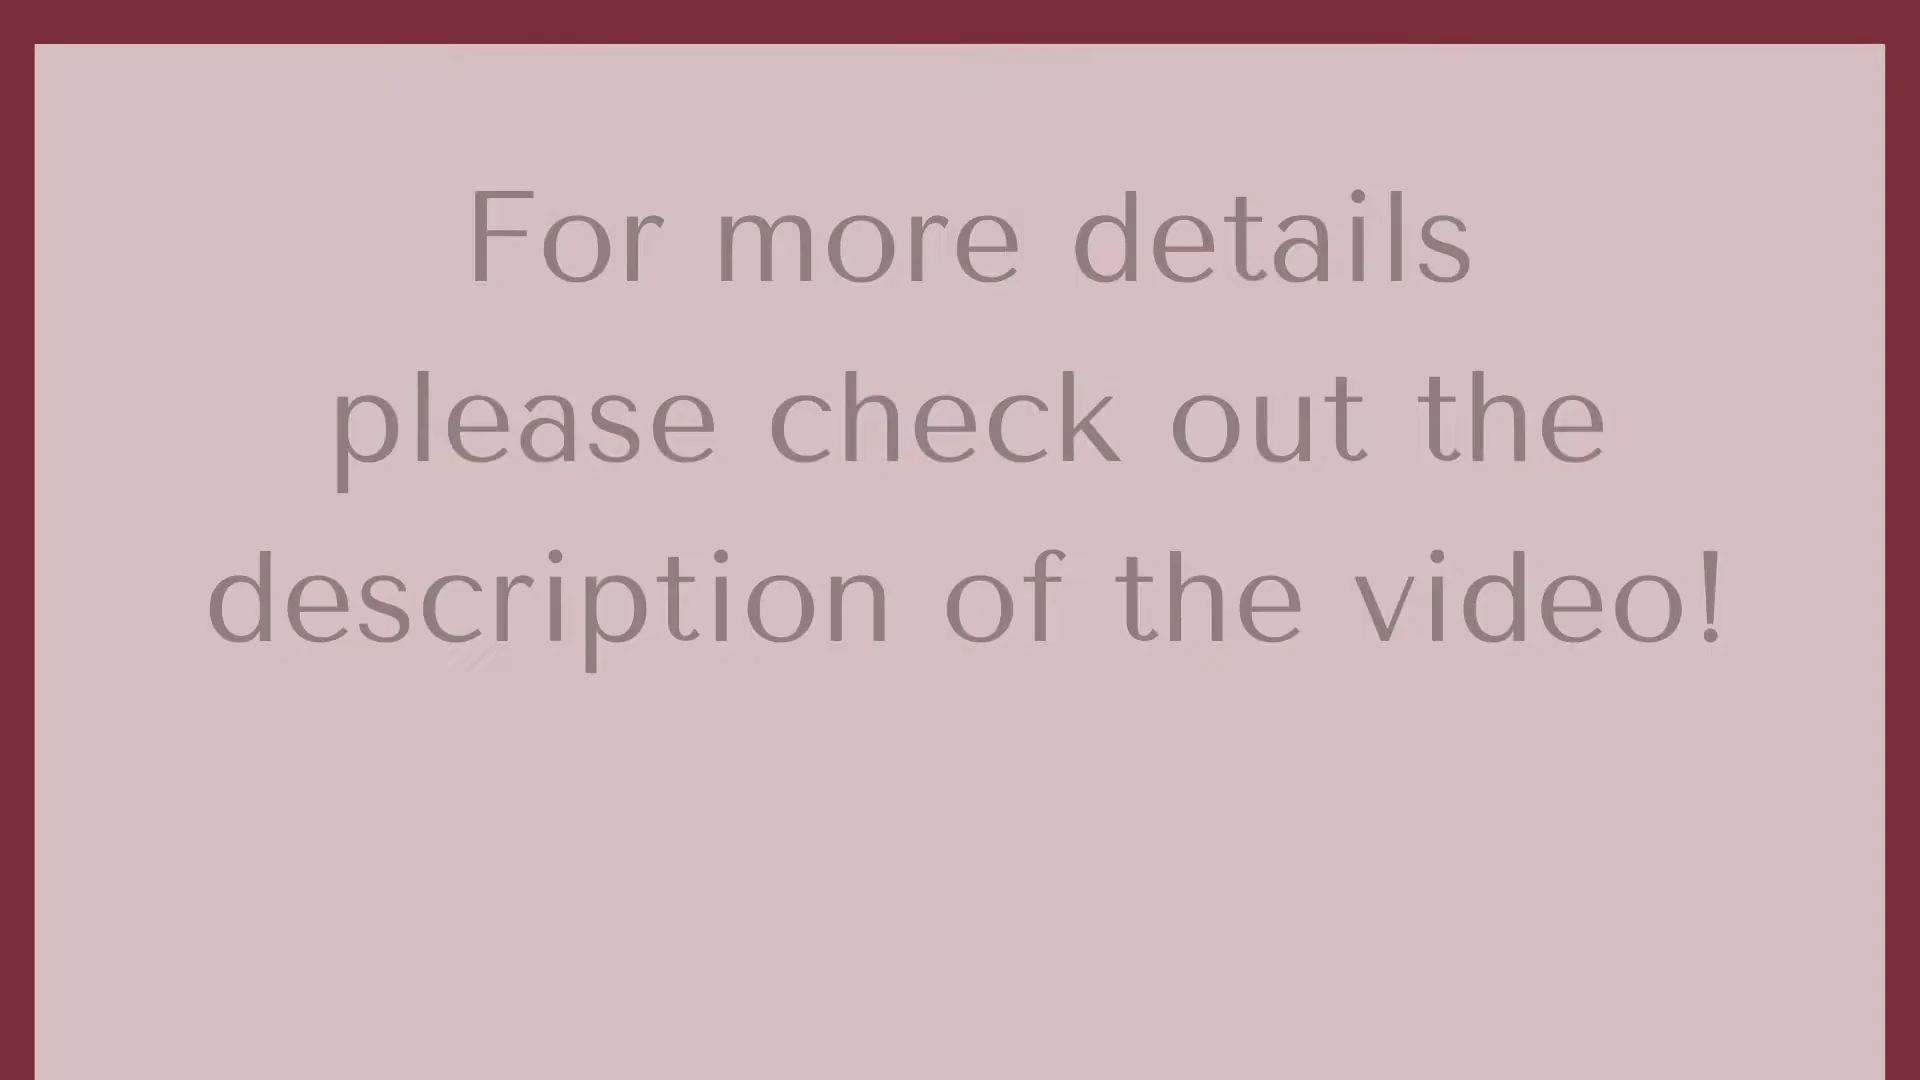 For more details
please check out the
description of the video!